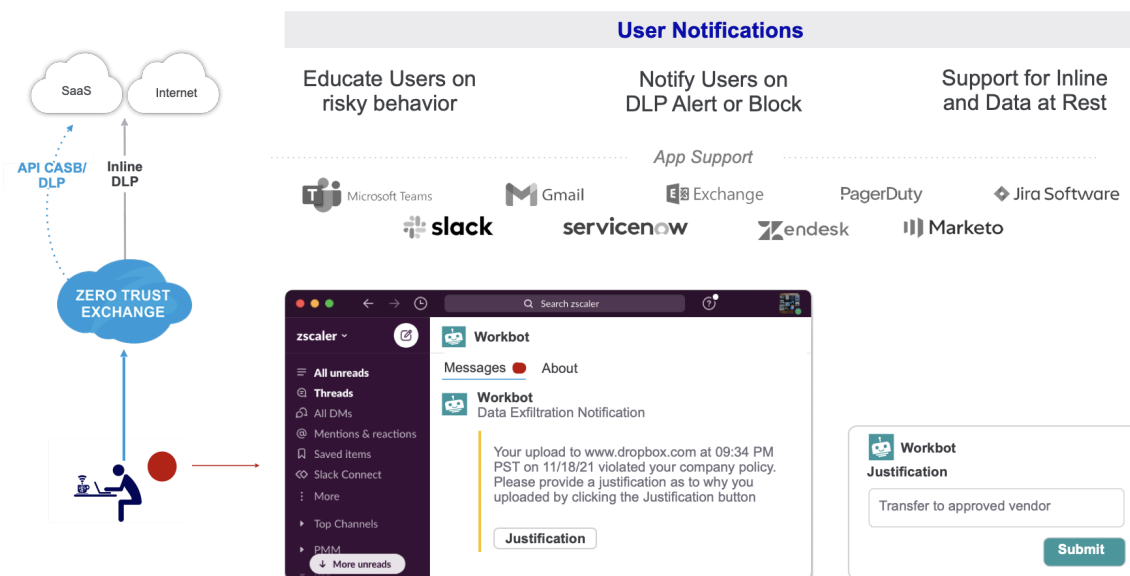 User Notifications
Educate Users on
risky behavior
Notify Users on
DLP Alert or Block
Support for Inline
and Data at Rest
App Support
Microsoft Teams
Gmail
Exchange
PagerDuty
Jira Software
slack
servicenow
Zendesk
Marketo
SaaS
Internet
API CASB/
DLP
Inline
DLP
ZERO TRUST
EXCHANGE
Search zscaler
zscaler
All unreads
Threads
All DMs
Mentions & reactions
Saved items
Slack Connect
More
Top Channels
PMM
More unreads
Workbot
Messages
About
Workbot
Data Exfiltration Notification
Your upload to www.dropbox.com at 09:34 PM
PST on 11/18/21 violated your company policy.
Please provide a justification as to why you
uploaded by clicking the Justification button
Justification
Workbot
Justification
Transfer to approved vendor
Submit